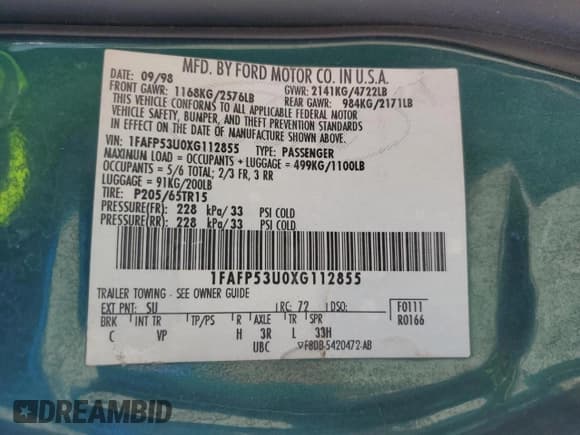 MFD. BY FORD MOTOR CO. IN U.S.A.
DATE: 09/98 GVWR: 2141KG/4722LB
FRONT GAWR: 1168KG/2576LB REAR GAWR: 984KG/2171LB
THIS VEHICLE CONFORMS TO ALL APPLICABLE FEDERAL MOTOR
VEHICLE SAFETY, BUMPER, AND THEFT PREVENTION STANDARDS
IN EFFECT ON THE DATE OF MANUFACTURE SHOWN ABOVE.
VIN: 1FAFP53U0XG112855 TYPE: PASSENGER
MAXIMUM LOAD = OCCUPANTS + LUGGAGE = 499KG/1100LB
OCCUPANTS = 5/6 TOTAL; 2/3 FR, 3 RR
LUGGAGE = 91KG/200LB
TIRE: P205/65TR15
PRESSURE(FR) = 228 kPa/ 33 PSI COLD
PRESSURE(RR) = 228 kPa/ 33 PSI COLD
1FAFP53U0XG112855
TRAILER TOWING - SEE OWNER GUIDE
EXT PNT: SU RC: 72 DSO: F0111
BRK INT TR TP/PS R AXLE TR SPR R0166
C VP H 3R L 33H
UBC F8DB-5420472-AB
DREAMBID